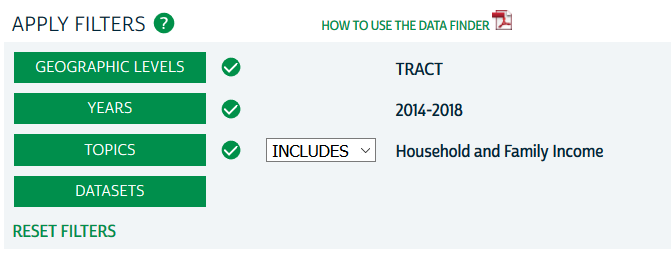 APPLY FILTERS ?
HOW TO USE THE DATA FINDER
GEOGRAPHIC LEVELS TRACT
YEARS 2014-2018
TOPICS INCLUDES Household and Family Income
DATASETS
RESET FILTERS